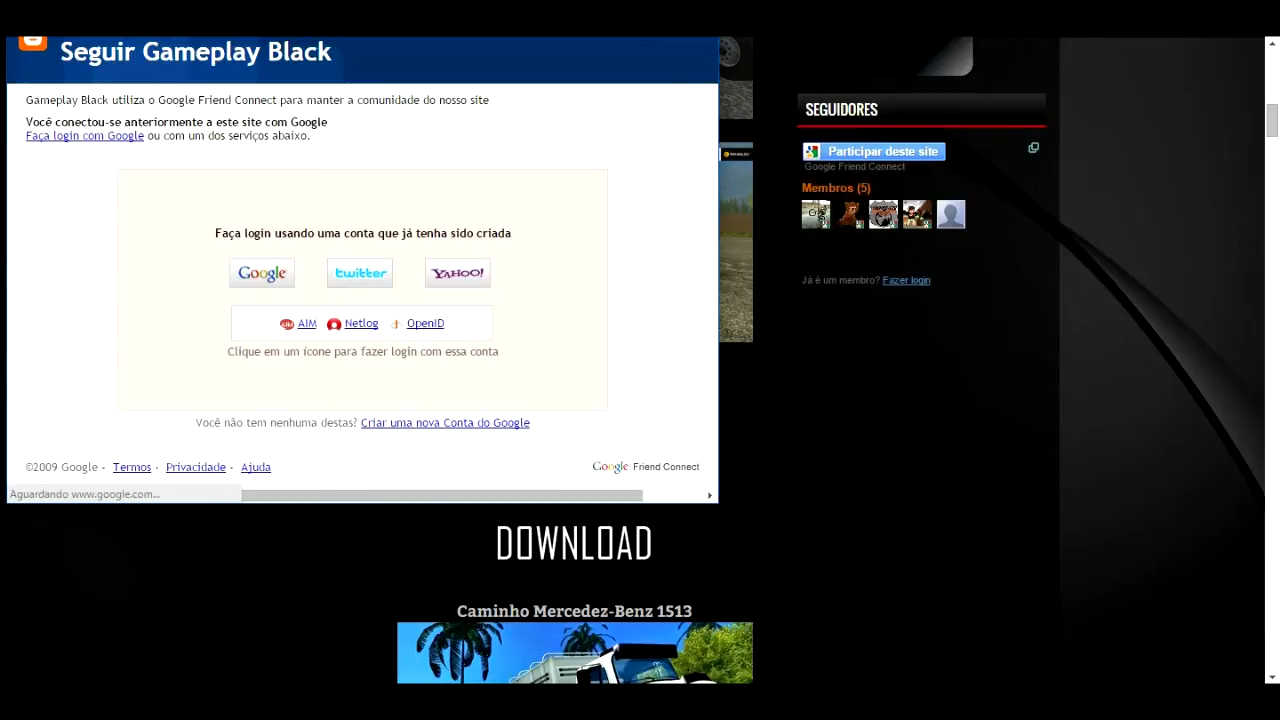 Seguir Gameplay Black
Gameplay Black utiliza o Google Friend Connect para manter a comunidade do nosso site
Você conectou-se anteriormente a este site com Google
Faça login com Google ou com um dos serviços abaixo.
Faça login usando uma conta que já tenha sido criada
Google twitter YAHOO!
AIM AIM Netlog OpenID
Clique em um ícone para fazer login com essa conta
Você não tem nenhuma destas? Criar uma nova Conta do Google
©2009 Google - Termos - Privacidade - Ajuda
Google Friend Connect
Aguardando www.google.com...
SEGUIDORES
Participar deste site
Google Friend Connect
Membros (5)
Já é um membro? Fazer login
DOWNLOAD
Caminho Mercedez-Benz 1513